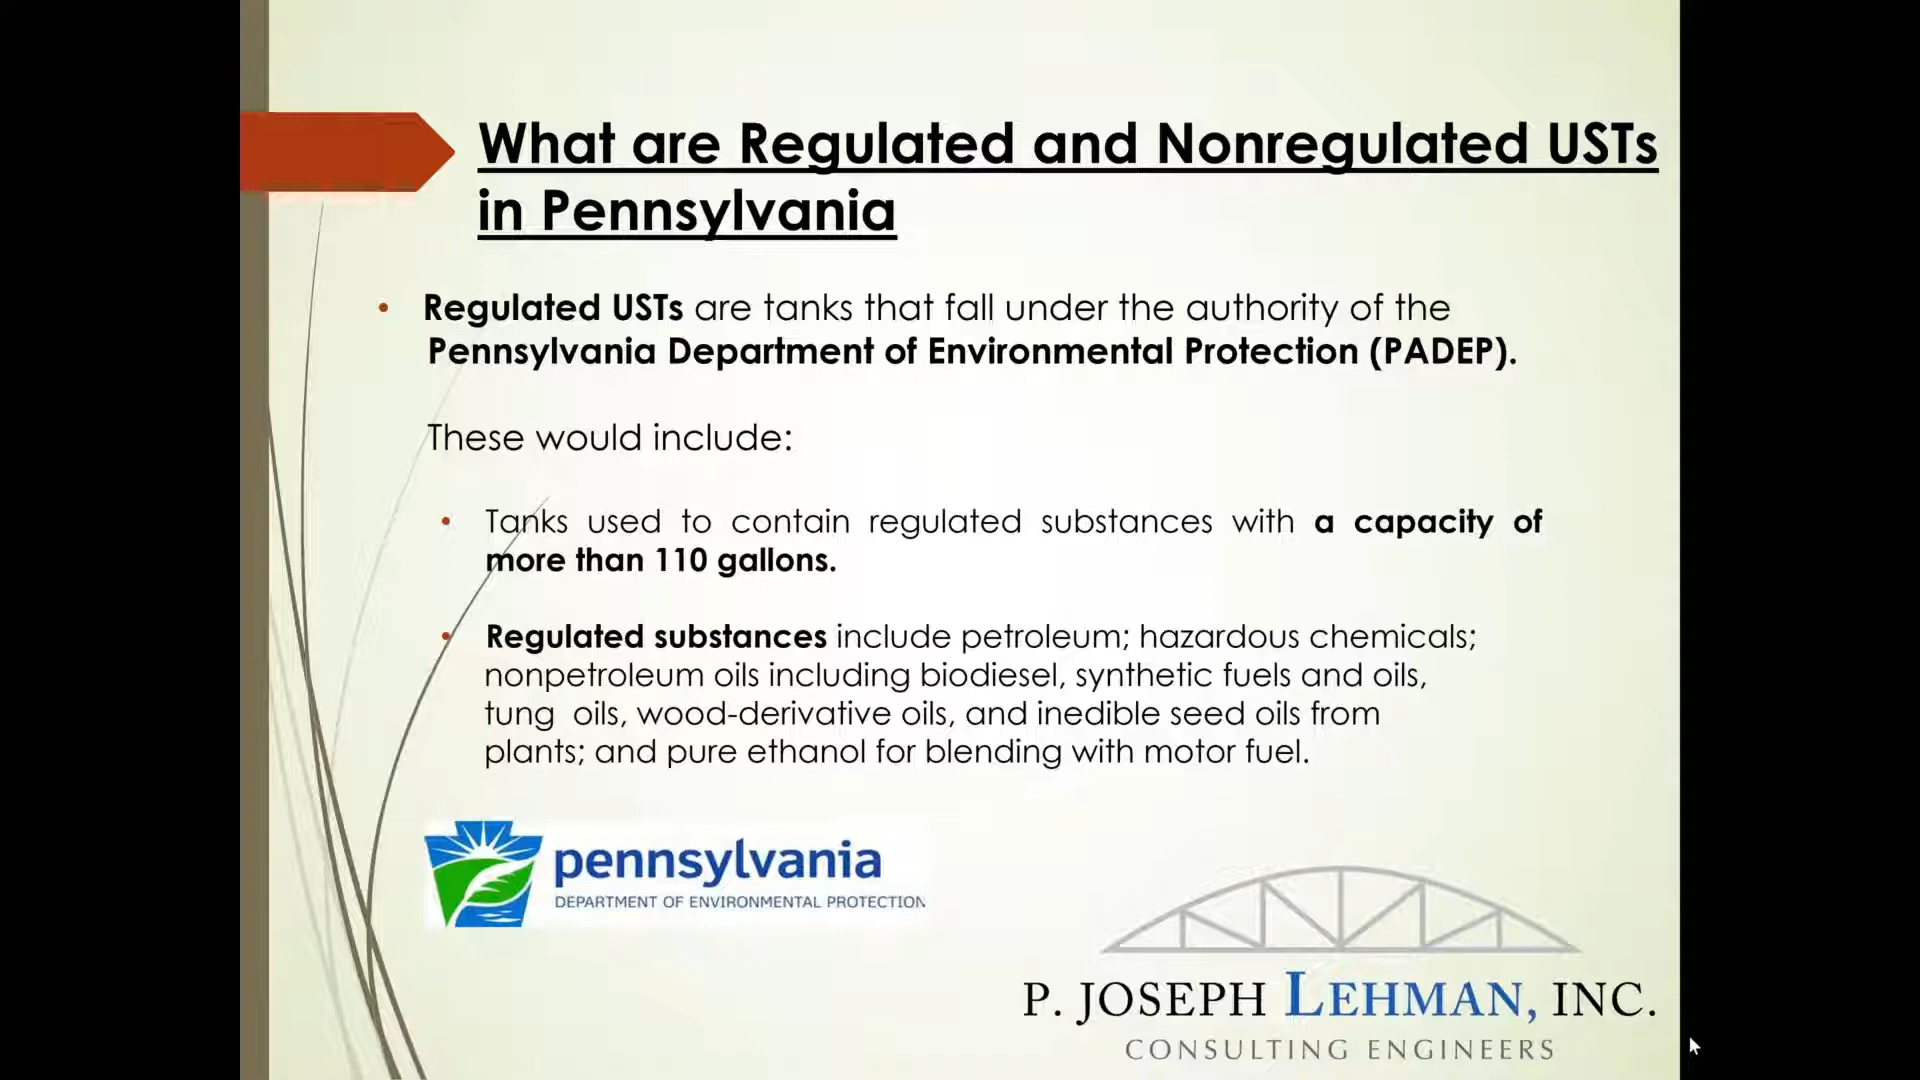 What are Regulated and Nonregulated USTs
in Pennsylvania
• Regulated USTs are tanks that fall under the authority of the
Pennsylvania Department of Environmental Protection (PADEP).
These would include:
• Tanks used to contain regulated substances with a capacity of
more than 110 gallons.
• Regulated substances include petroleum; hazardous chemicals;
nonpetroleum oils including biodiesel, synthetic fuels and oils,
tung oils, wood-derivative oils, and inedible seed oils from
plants; and pure ethanol for blending with motor fuel.
pennsylvania
DEPARTMENT OF ENVIRONMENTAL PROTECTION
P. JOSEPH LEHMAN, INC.
CONSULTING ENGINEERS